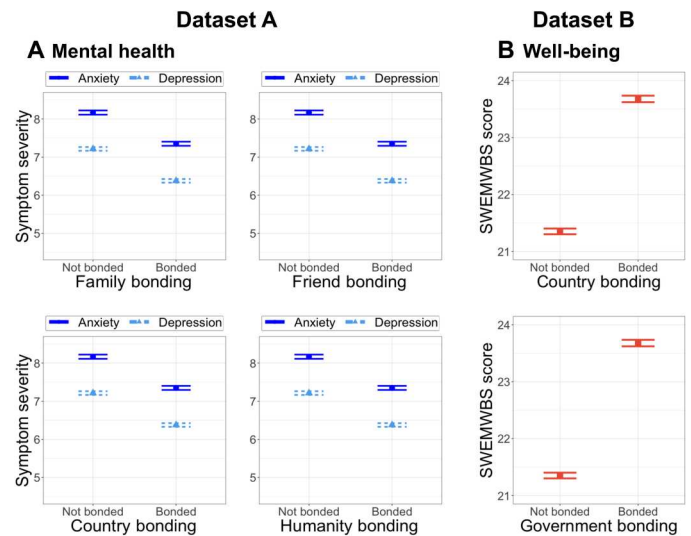 Dataset A
Dataset B
A Mental health
B Well-being
Anxiety Depression
Symptom severity
8
7
6
5
Not bonded Bonded
Family bonding
Anxiety Depression
8
7
6
5
Not bonded Bonded
Friend bonding
SWEMWBS score
24
23
22
21
Not bonded Bonded
Country bonding
Anxiety Depression
Symptom severity
8
7
6
5
Not bonded Bonded
Country bonding
Anxiety Depression
8
7
6
5
Not bonded Bonded
Humanity bonding
SWEMWBS score
24
23
22
21
Not bonded Bonded
Government bonding